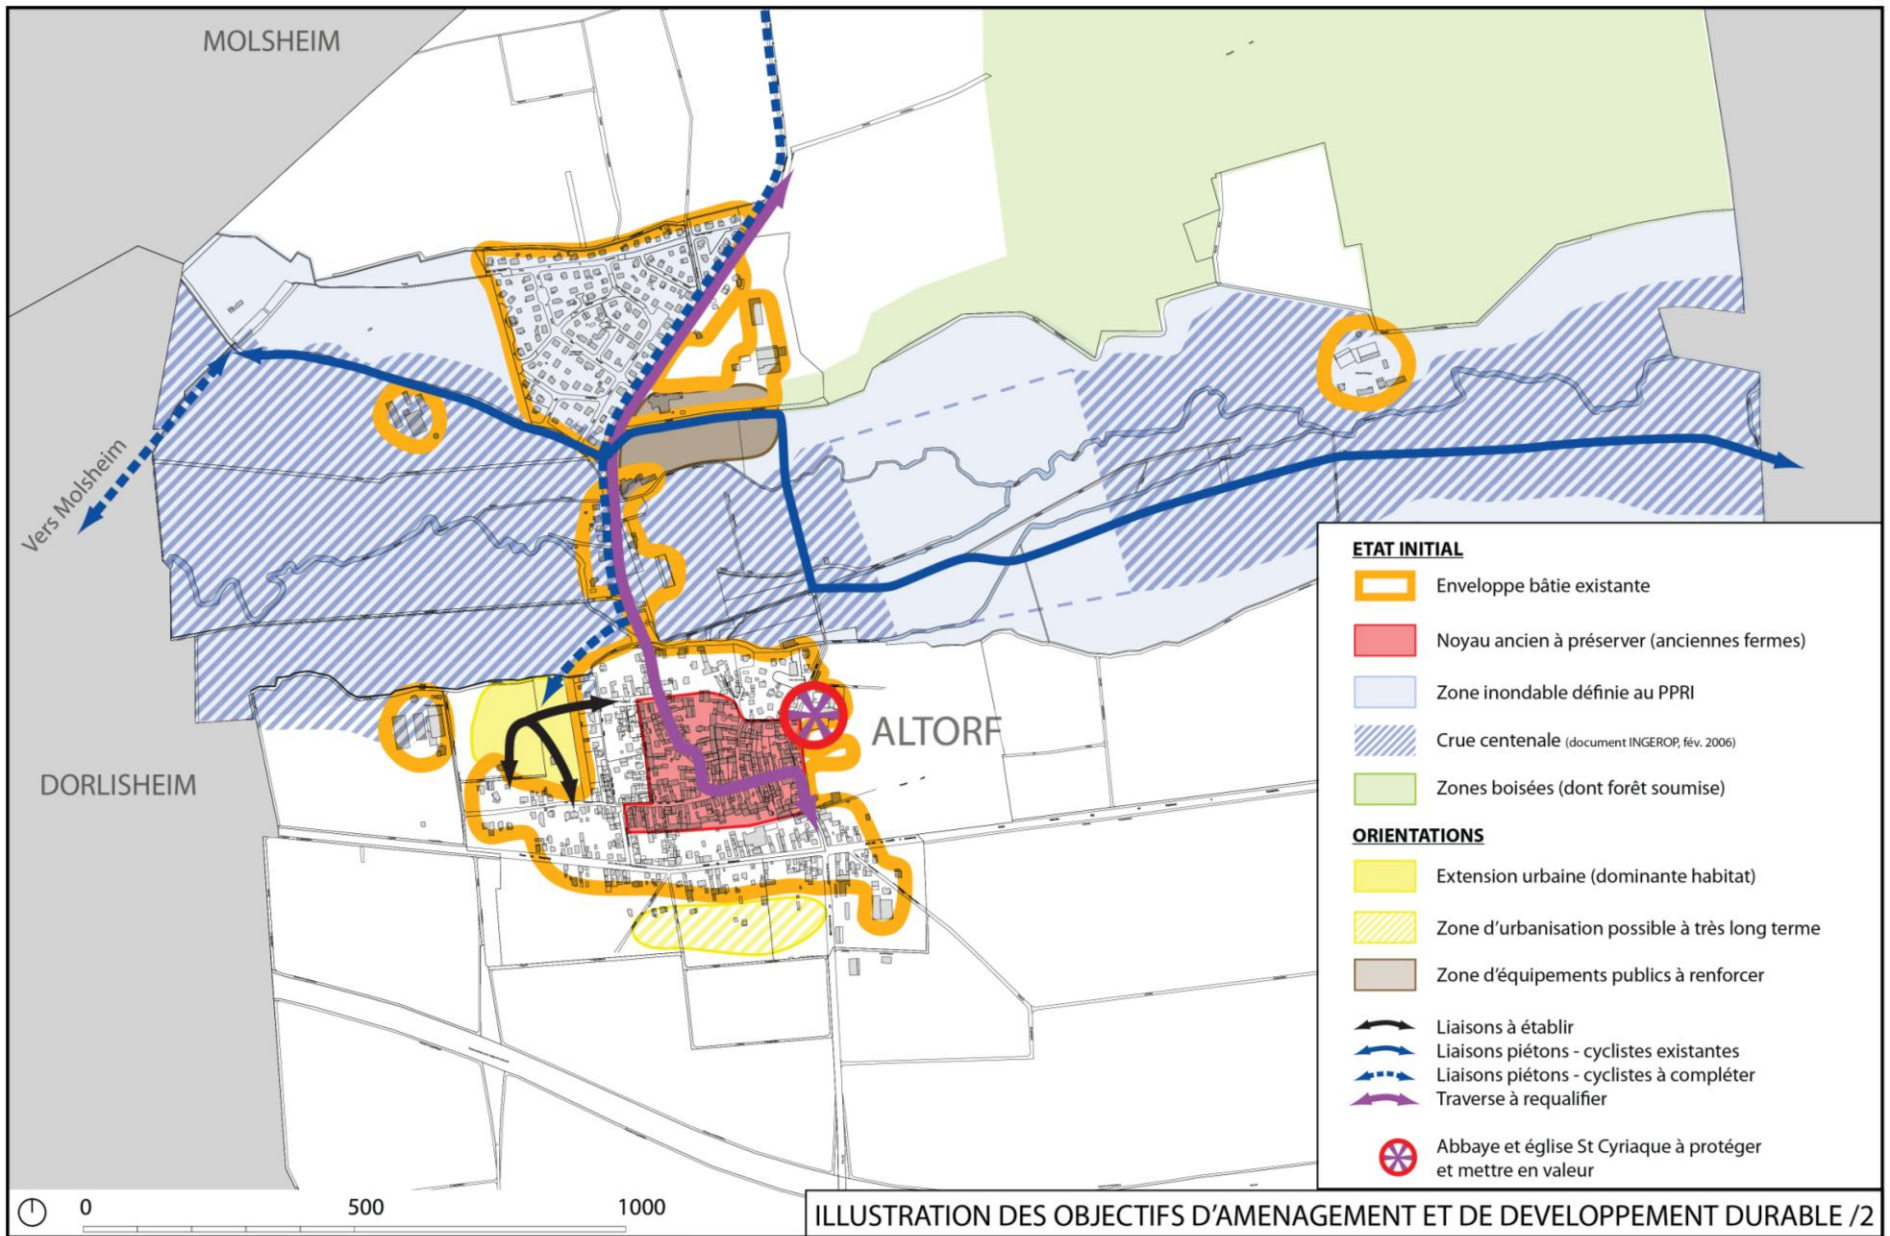 MOLSHEIM
Vers Molsheim
ALTORF
DORLISHEIM
ETAT INITIAL
Enveloppe bâtie existante
Noyau ancien à préserver (anciennes fermes)
Zone inondable définie au PPRI
Crue centenale (document INGEROP, fév. 2006)
Zones boisées (dont forêt soumise)
ORIENTATIONS
Extension urbaine (dominante habitat)
Zone d'urbanisation possible à très long terme
Zone d'équipements publics à renforcer
Liaisons à établir
Liaisons piétons - cyclistes existantes
Liaisons piétons - cyclistes à compléter
Traverse à requalifier
Abbaye et église St Cyriaque à protéger
et mettre en valeur
0 500 1000
ILLUSTRATION DES OBJECTIFS D'AMENAGEMENT ET DE DEVELOPPEMENT DURABLE /2